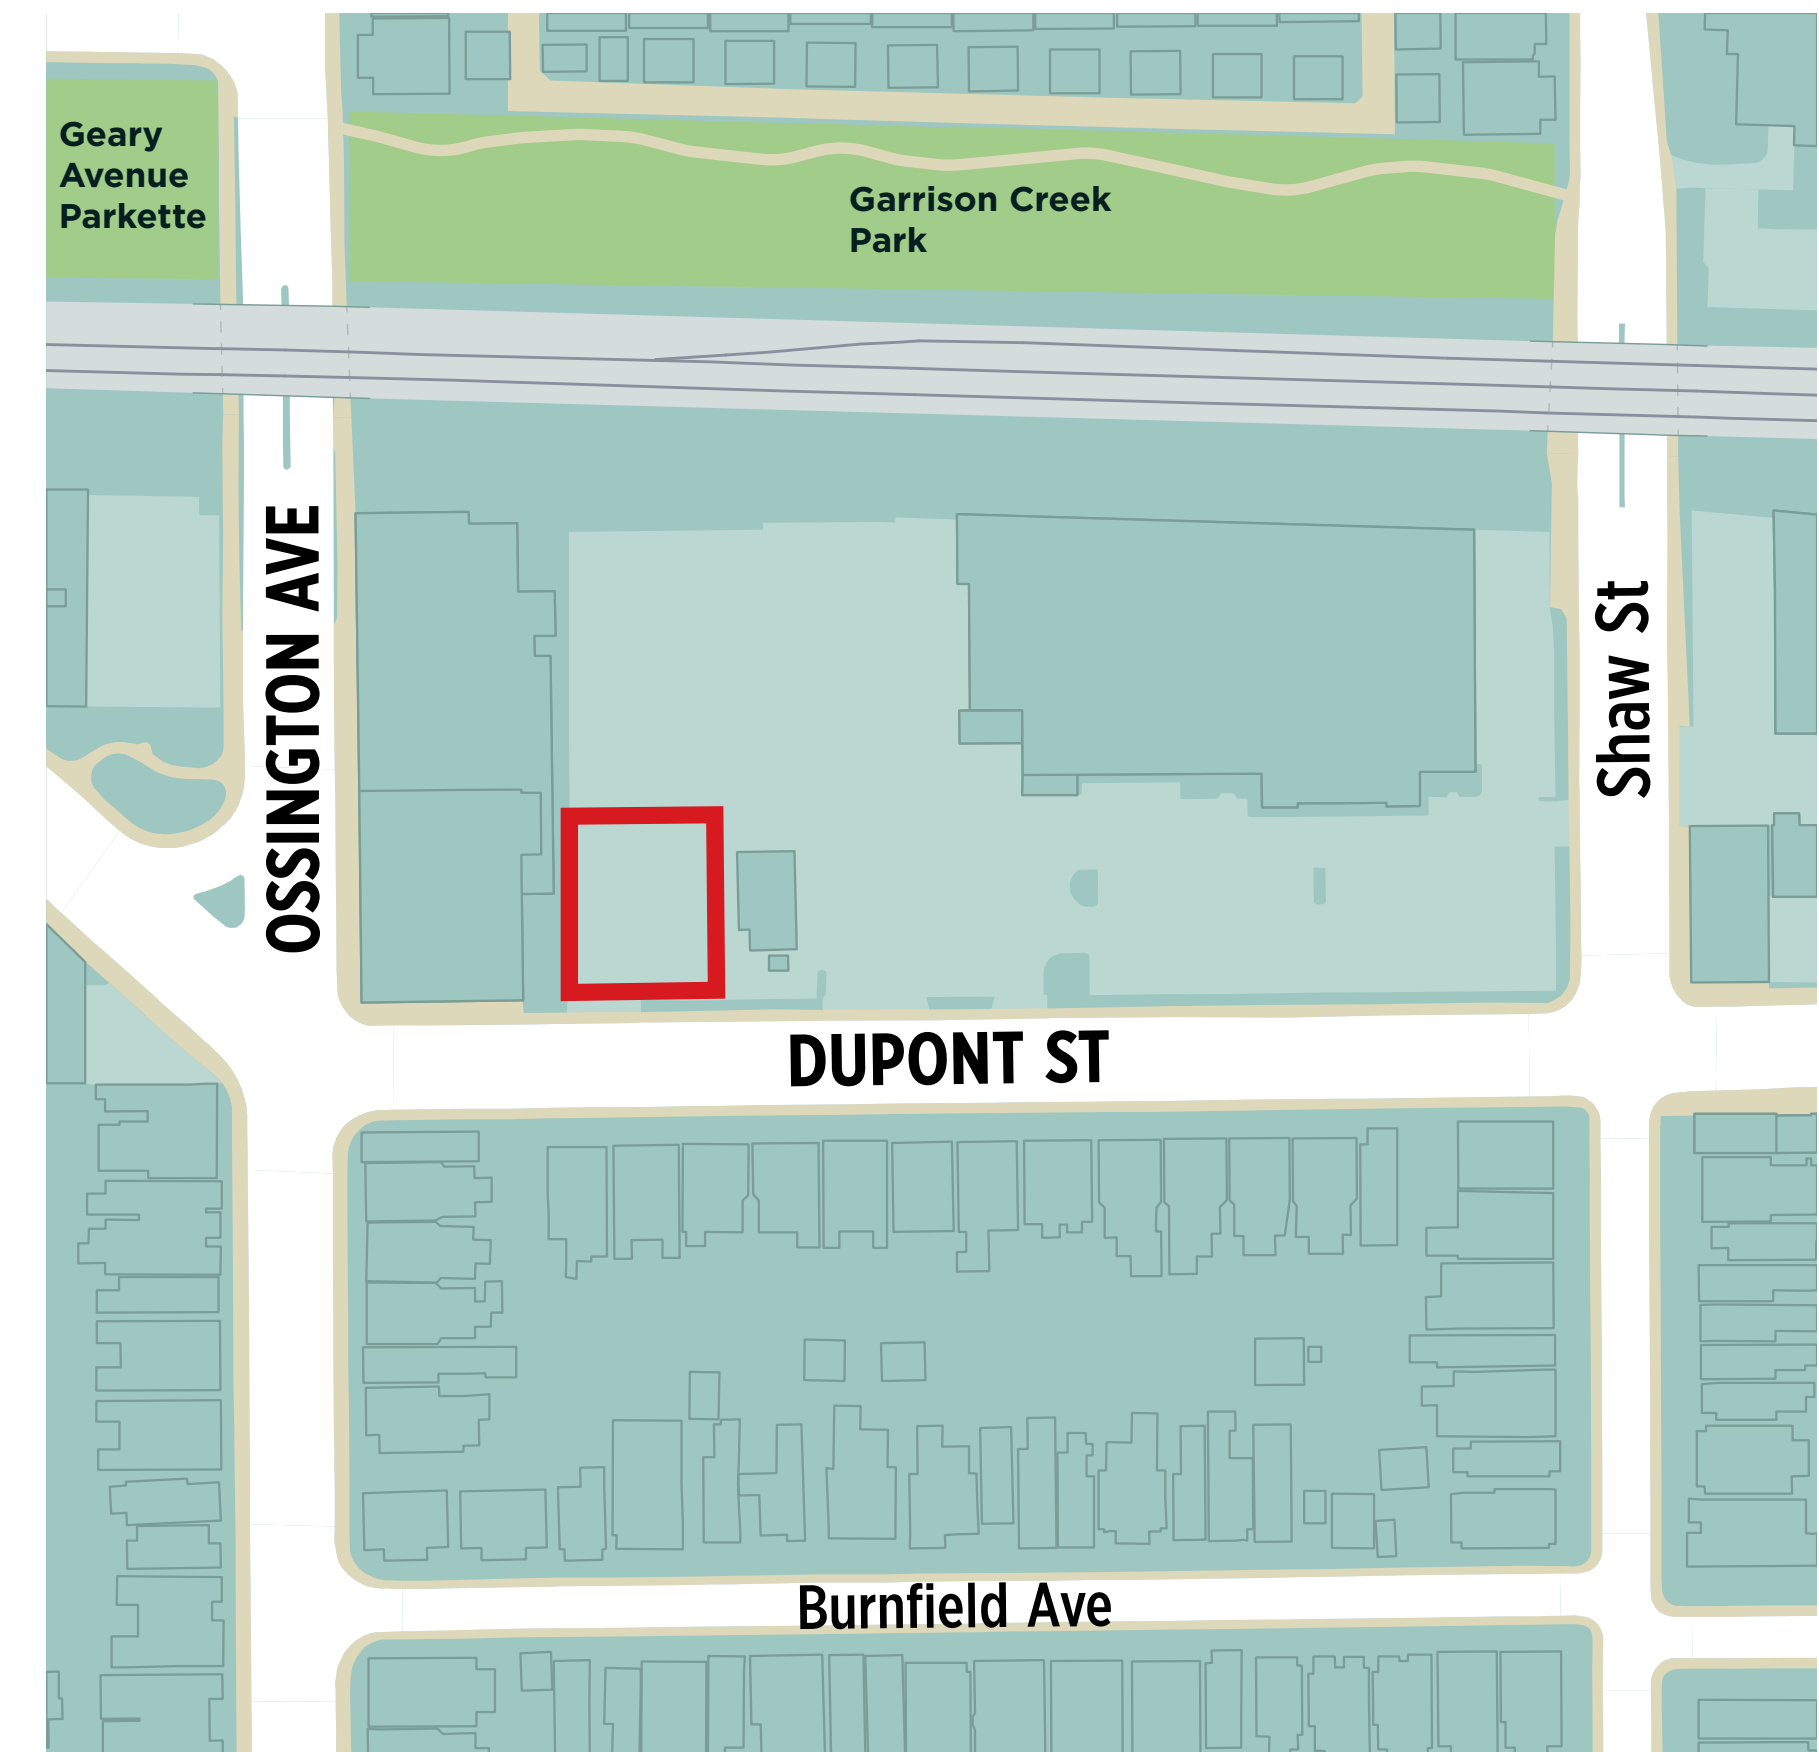 Geary
Avenue
Parkette
Garrison Creek
Park
OSSINGTON AVE
Shaw St
DUPONT ST
Burnfield Ave